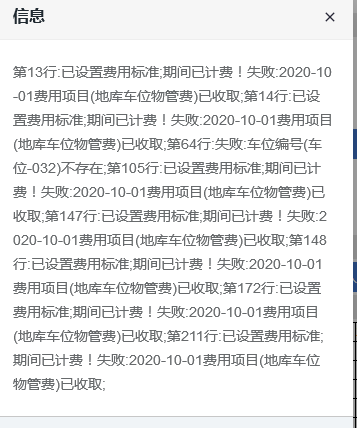 信息
×
第13行:已设置费用标准;期间已计费！失败:2020-10
-01费用项目(地库车位物管费)已收取;第14行:已设
置费用标准;期间已计费！失败:2020-10-01费用项目
(地库车位物管费)已收取;第64行:失败:车位编号(车
位-032)不存在;第105行:已设置费用标准;期间已计
费！失败:2020-10-01费用项目(地库车位物管费)已
收取;第147行:已设置费用标准;期间已计费！失败:2
020-10-01费用项目(地库车位物管费)已收取;第148
行:已设置费用标准;期间已计费！失败:2020-10-01
费用项目(地库车位物管费)已收取;第172行:已设置
费用标准;期间已计费！失败:2020-10-01费用项目
(地库车位物管费)已收取;第211行:已设置费用标准;
期间已计费！失败:2020-10-01费用项目(地库车位
物管费)已收取;